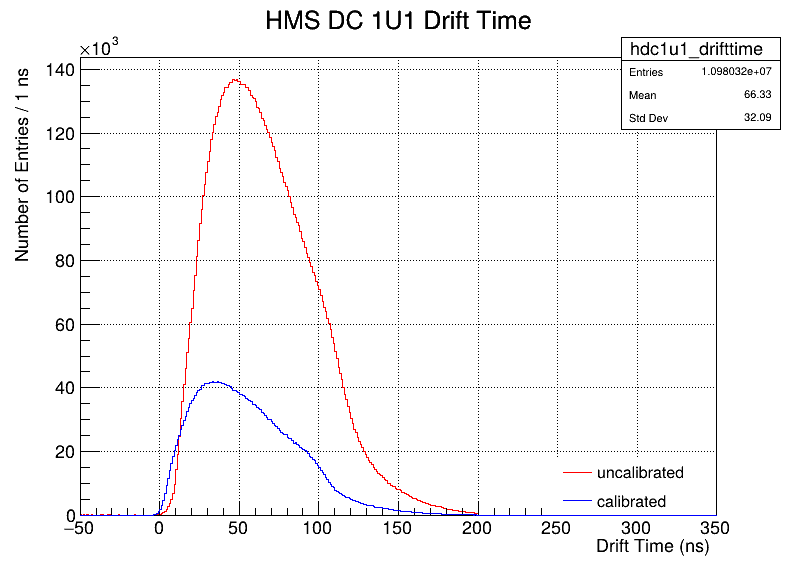 HMS DC 1U1 Drift Time
×10³
hdc1u1_drifttime
Entries 1.098032e+07
Mean 66.33
Std Dev 32.09
Number of Entries / 1 ns
140
120
100
80
60
40
20
0
−50 0 50 100 150 200 250 300 350
Drift Time (ns)
uncalibrated
calibrated